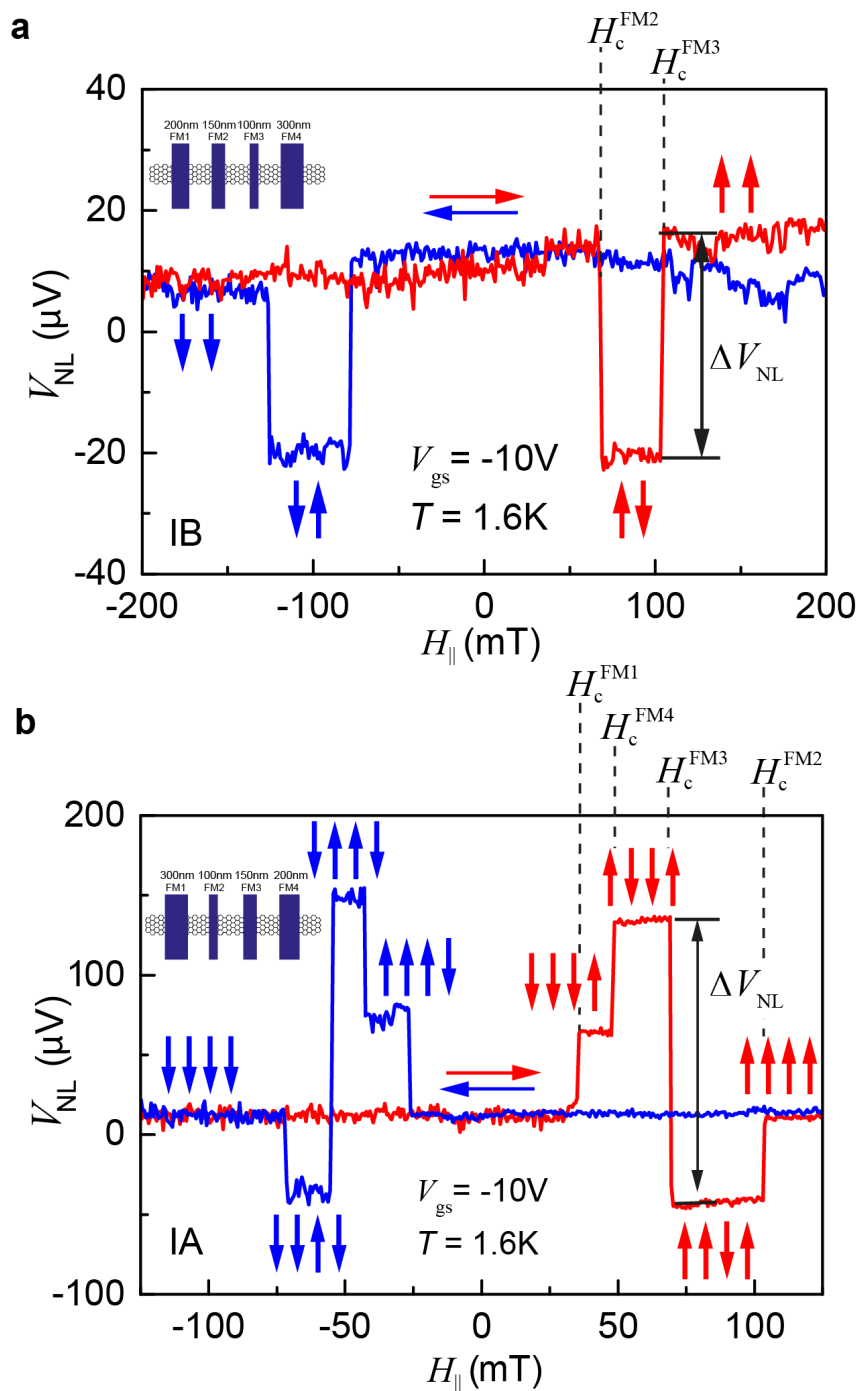 a
H_c^FM2
H_c^FM3
40
20
0
-20
-40
V_NL (µV)
200nm 150nm 100nm 300nm
FM1 FM2 FM3 FM4
ΔV_NL
V_gs = -10V
T = 1.6K
IB
-200 -100 0 100 200
H_|| (mT)
b
H_c^FM1
H_c^FM4
H_c^FM3 H_c^FM2
200
100
0
-100
V_NL (µV)
300nm 100nm 150nm 200nm
FM1 FM2 FM3 FM4
ΔV_NL
V_gs = -10V
T = 1.6K
IA
-100 -50 0 50 100
H_|| (mT)